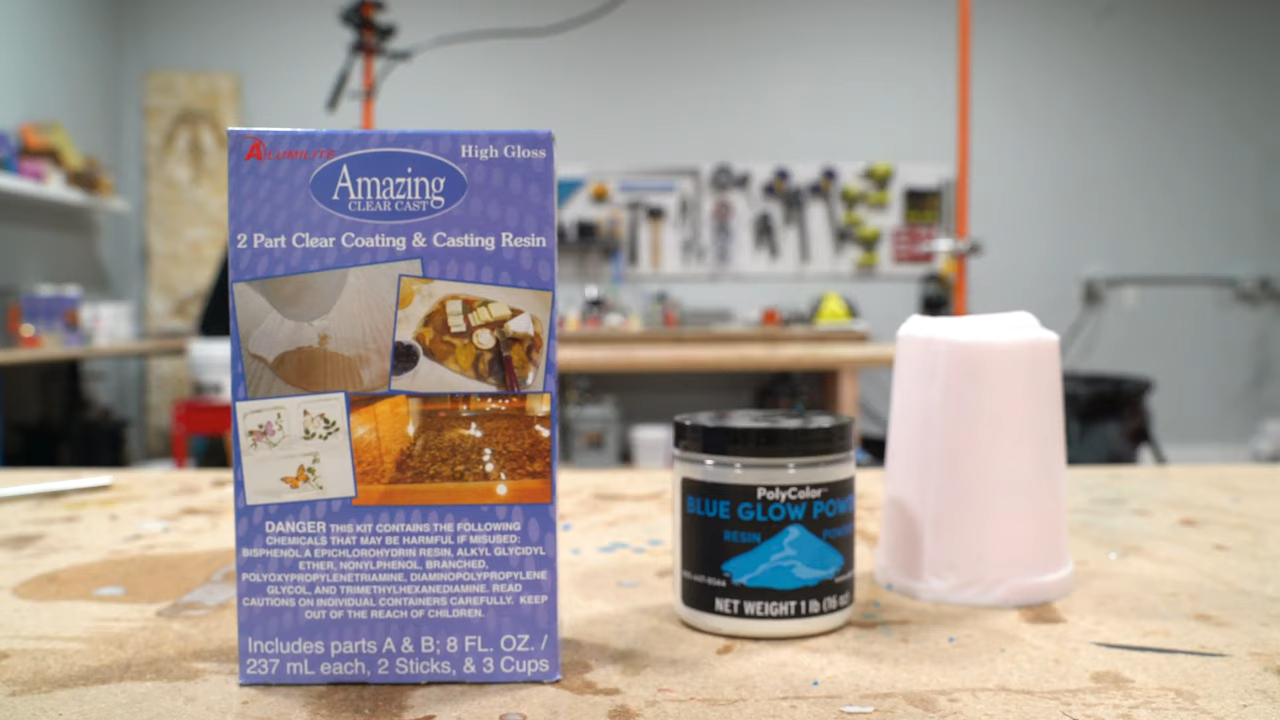 ALUMILITE
High Gloss
Amazing
CLEAR CAST
2 Part Clear Coating & Casting Resin
DANGER THIS KIT CONTAINS THE FOLLOWING
CHEMICALS THAT MAY BE HARMFUL IF MISUSED:
BISPHENOL A EPICHLOROHYDRIN RESIN, ALKYL GLYCIDYL
ETHER, NONYLPHENOL, BRANCHED,
POLYOXYPROPYLENETRIAMINE, DIAMINOPOLYPROPYLENE
GLYCOL, AND TRIMETHYLHEXANEDIAMINE. READ
CAUTIONS ON INDIVIDUAL CONTAINERS CAREFULLY. KEEP
OUT OF THE REACH OF CHILDREN.
Includes parts A & B; 8 FL. OZ. /
237 mL each, 2 Sticks, & 3 Cups
PolyColor
BLUE GLOW POW
RESIN POW
NET WEIGHT 1 lb (16 oz